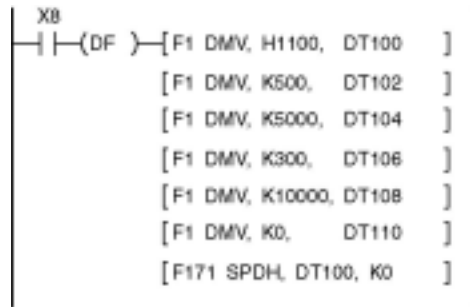 X8
(DF ) [F1 DMV, H1100, DT100 ]
[F1 DMV, K500, DT102 ]
[F1 DMV, K5000, DT104 ]
[F1 DMV, K300, DT106 ]
[F1 DMV, K10000, DT108 ]
[F1 DMV, K0, DT110 ]
[F171 SPDH, DT100, K0 ]